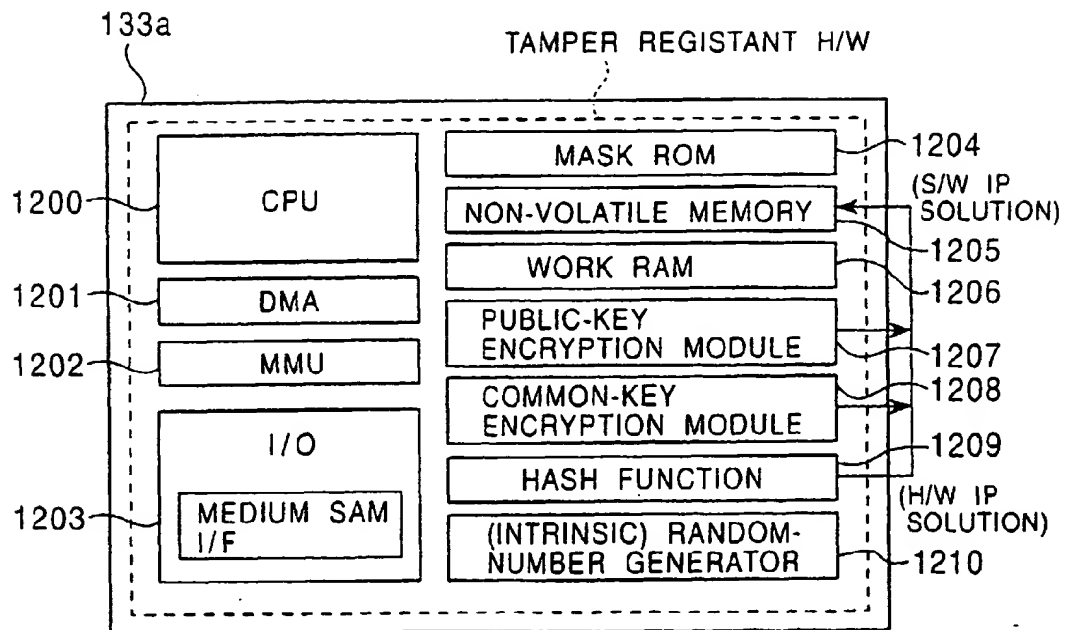 133a
TAMPER REGISTANT H/W
1200
CPU
1201
DMA
1202
MMU
1203
I/O
MEDIUM SAM
I/F
MASK ROM
1204
NON-VOLATILE MEMORY
(S/W IP
SOLUTION)
1205
WORK RAM
1206
PUBLIC-KEY
ENCRYPTION MODULE
1207
COMMON-KEY
ENCRYPTION MODULE
1208
HASH FUNCTION
1209
(H/W IP
SOLUTION)
(INTRINSIC) RANDOM-
NUMBER GENERATOR
1210